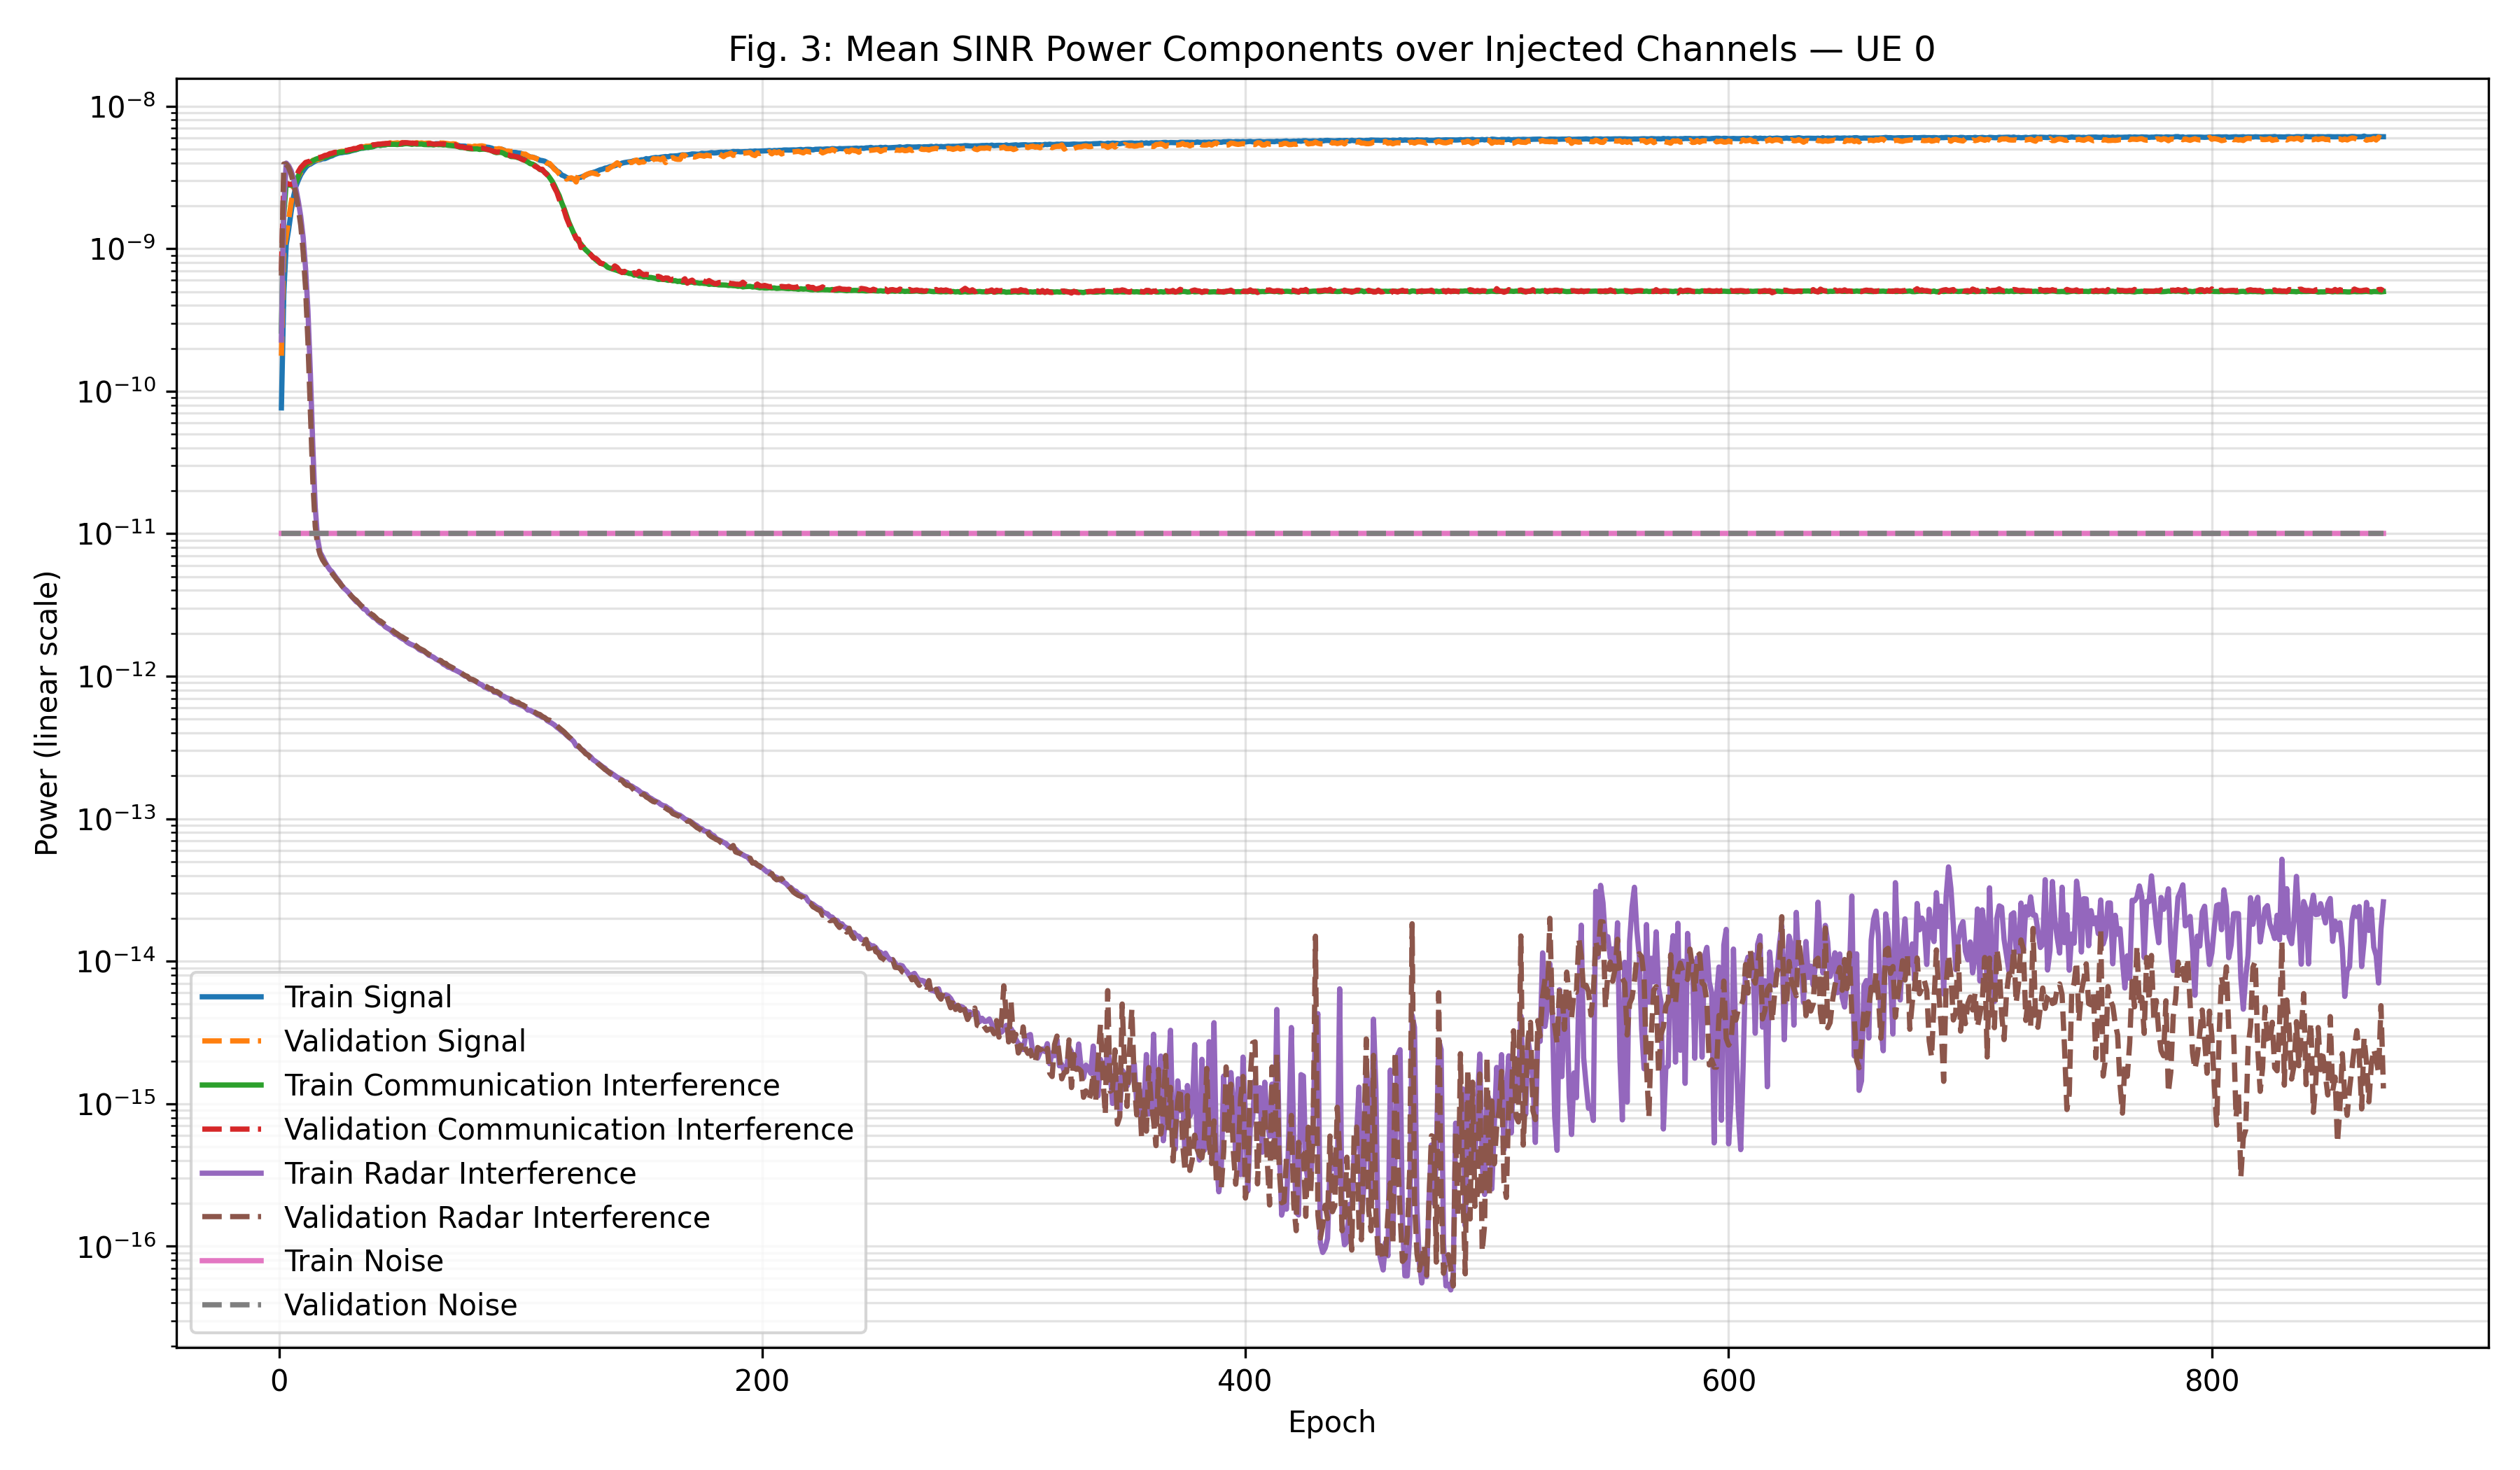 Fig. 3: Mean SINR Power Components over Injected Channels — UE 0
Power (linear scale)
10⁻⁸
10⁻⁹
10⁻¹⁰
10⁻¹¹
10⁻¹²
10⁻¹³
10⁻¹⁴
10⁻¹⁵
10⁻¹⁶
Train Signal
Validation Signal
Train Communication Interference
Validation Communication Interference
Train Radar Interference
Validation Radar Interference
Train Noise
Validation Noise
0 200 400 600 800
Epoch